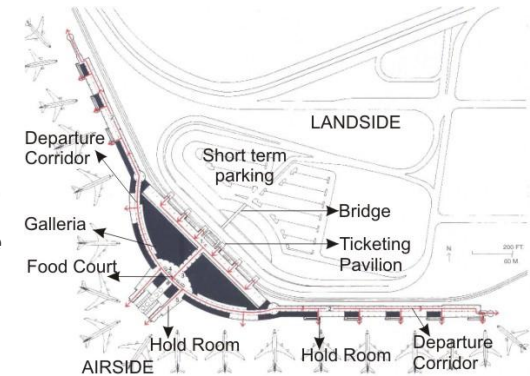 LANDSIDE
Departure
Corridor
Short term
parking
Bridge
Galleria
Ticketing
Pavilion
N
200 FT
60 M
Food Court
Hold Room
Hold Room
Departure
Corridor
AIRSIDE